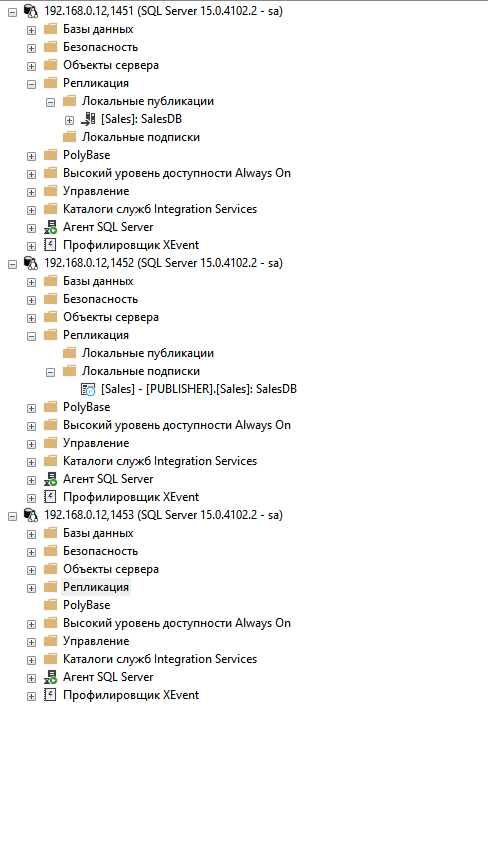 192.168.0.12,1451 (SQL Server 15.0.4102.2 - sa)
Базы данных
Безопасность
Объекты сервера
Репликация
Локальные публикации
[Sales]: SalesDB
Локальные подписки
PolyBase
Высокий уровень доступности Always On
Управление
Каталоги служб Integration Services
Агент SQL Server
Профилировщик XEvent
192.168.0.12,1452 (SQL Server 15.0.4102.2 - sa)
Базы данных
Безопасность
Объекты сервера
Репликация
Локальные публикации
Локальные подписки
[Sales] - [PUBLISHER].[Sales]: SalesDB
PolyBase
Высокий уровень доступности Always On
Управление
Каталоги служб Integration Services
Агент SQL Server
Профилировщик XEvent
192.168.0.12,1453 (SQL Server 15.0.4102.2 - sa)
Базы данных
Безопасность
Объекты сервера
Репликация
PolyBase
Высокий уровень доступности Always On
Управление
Каталоги служб Integration Services
Агент SQL Server
Профилировщик XEvent